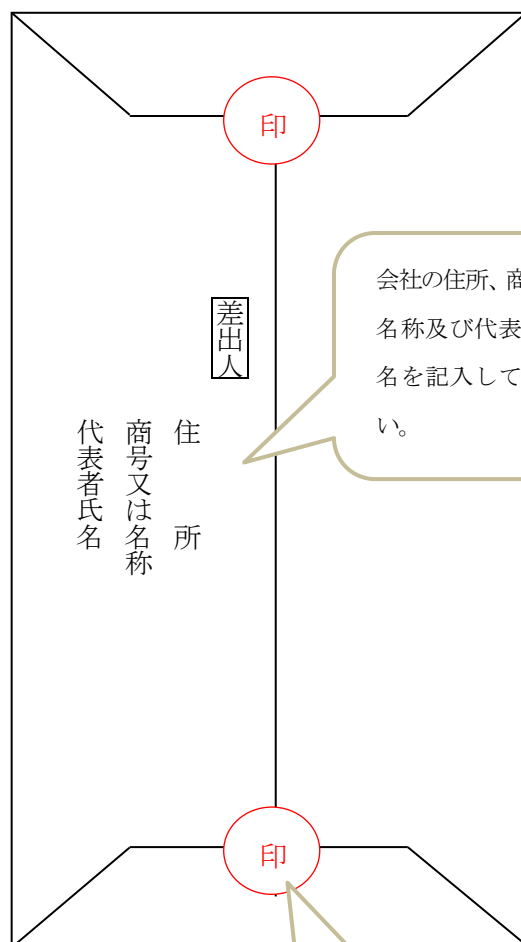 印
会社の住所、商
名称及び代表
名を記入して
い。
差出人
住所
商号又は名称
代表者氏名
印